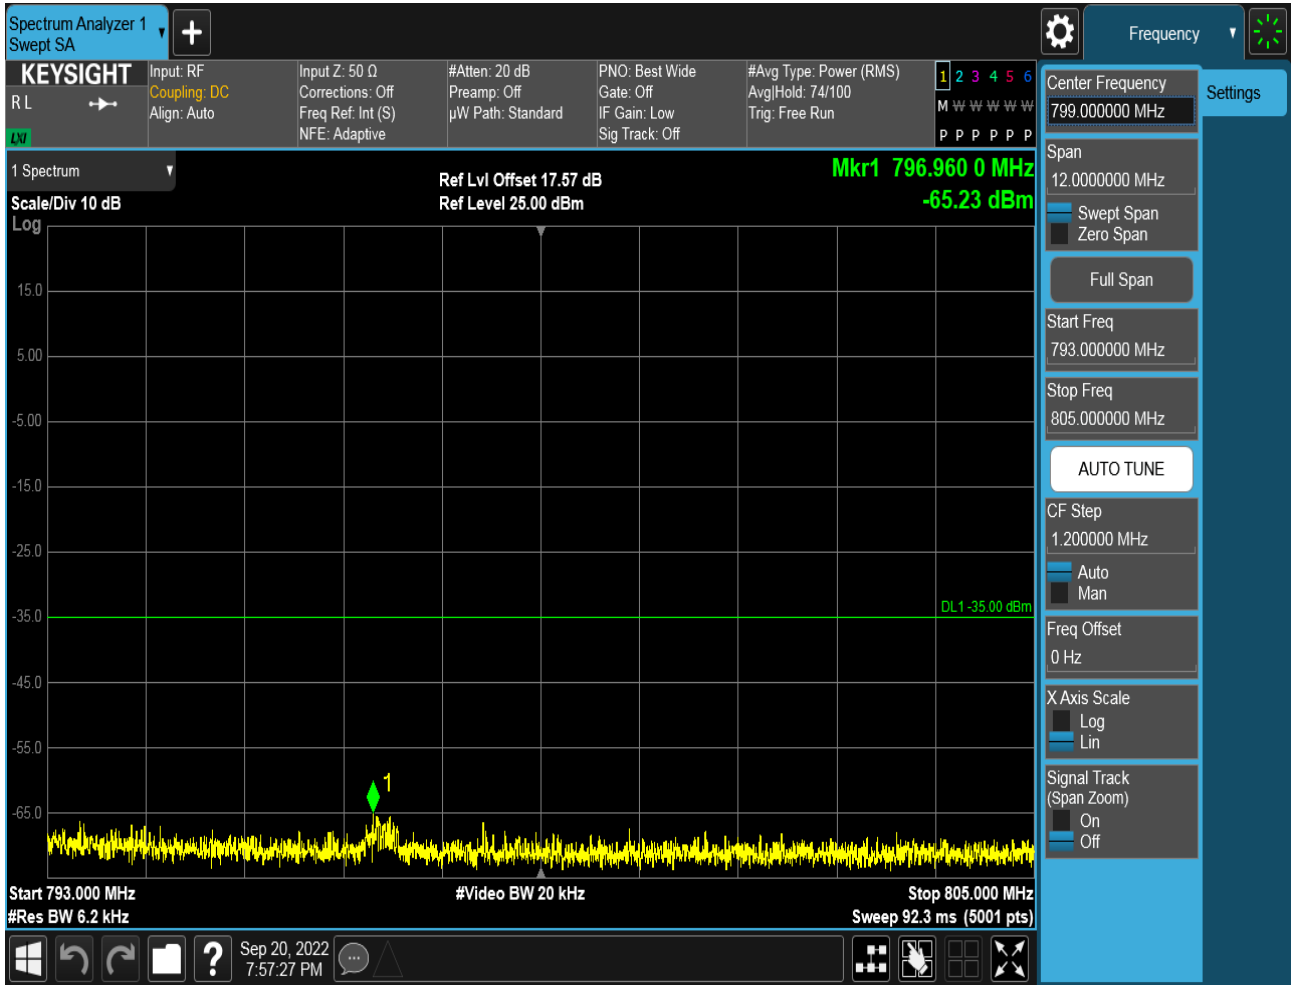 Spectrum Analyzer 1
Swept SA
Frequency
KEYSIGHT
R L
LXI
Input: RF
Coupling: DC
Align: Auto
Input Z: 50 Ω
Corrections: Off
Freq Ref: Int (S)
NFE: Adaptive
#Atten: 20 dB
Preamp: Off
µW Path: Standard
PNO: Best Wide
Gate: Off
IF Gain: Low
Sig Track: Off
#Avg Type: Power (RMS)
Avg|Hold: 74/100
Trig: Free Run
1 2 3 4 5 6
M W W W W W
P P P P P P
1 Spectrum
Scale/Div 10 dB
Log
Ref Lvl Offset 17.57 dB
Ref Level 25.00 dBm
Mkr1 796.960 0 MHz
-65.23 dBm
15.0
5.00
-5.00
-15.0
-25.0
-35.0
-45.0
-55.0
-65.0
DL1 -35.00 dBm
1
Start 793.000 MHz
#Res BW 6.2 kHz
#Video BW 20 kHz
Stop 805.000 MHz
Sweep 92.3 ms (5001 pts)
Sep 20, 2022
7:57:27 PM
Settings
Center Frequency
799.000000 MHz
Span
12.0000000 MHz
Swept Span
Zero Span
Full Span
Start Freq
793.000000 MHz
Stop Freq
805.000000 MHz
AUTO TUNE
CF Step
1.200000 MHz
Auto
Man
Freq Offset
0 Hz
X Axis Scale
Log
Lin
Signal Track
(Span Zoom)
On
Off